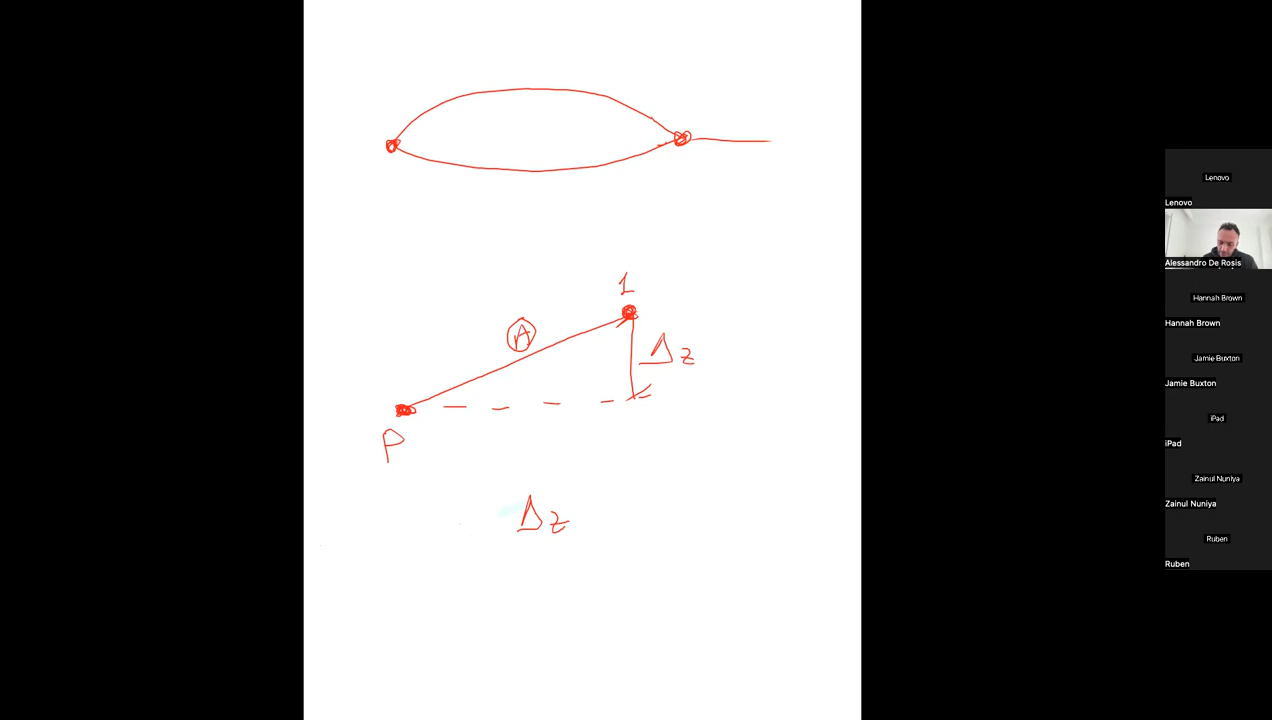 1
A
Δz
P
Δz
Lenovo
Lenovo
Alessandro De Rosis
Hannah Brown
Hannah Brown
Jamie Buxton
Jamie Buxton
iPad
iPad
Zainul Nuniya
Zainul Nuniya
Ruben
Ruben